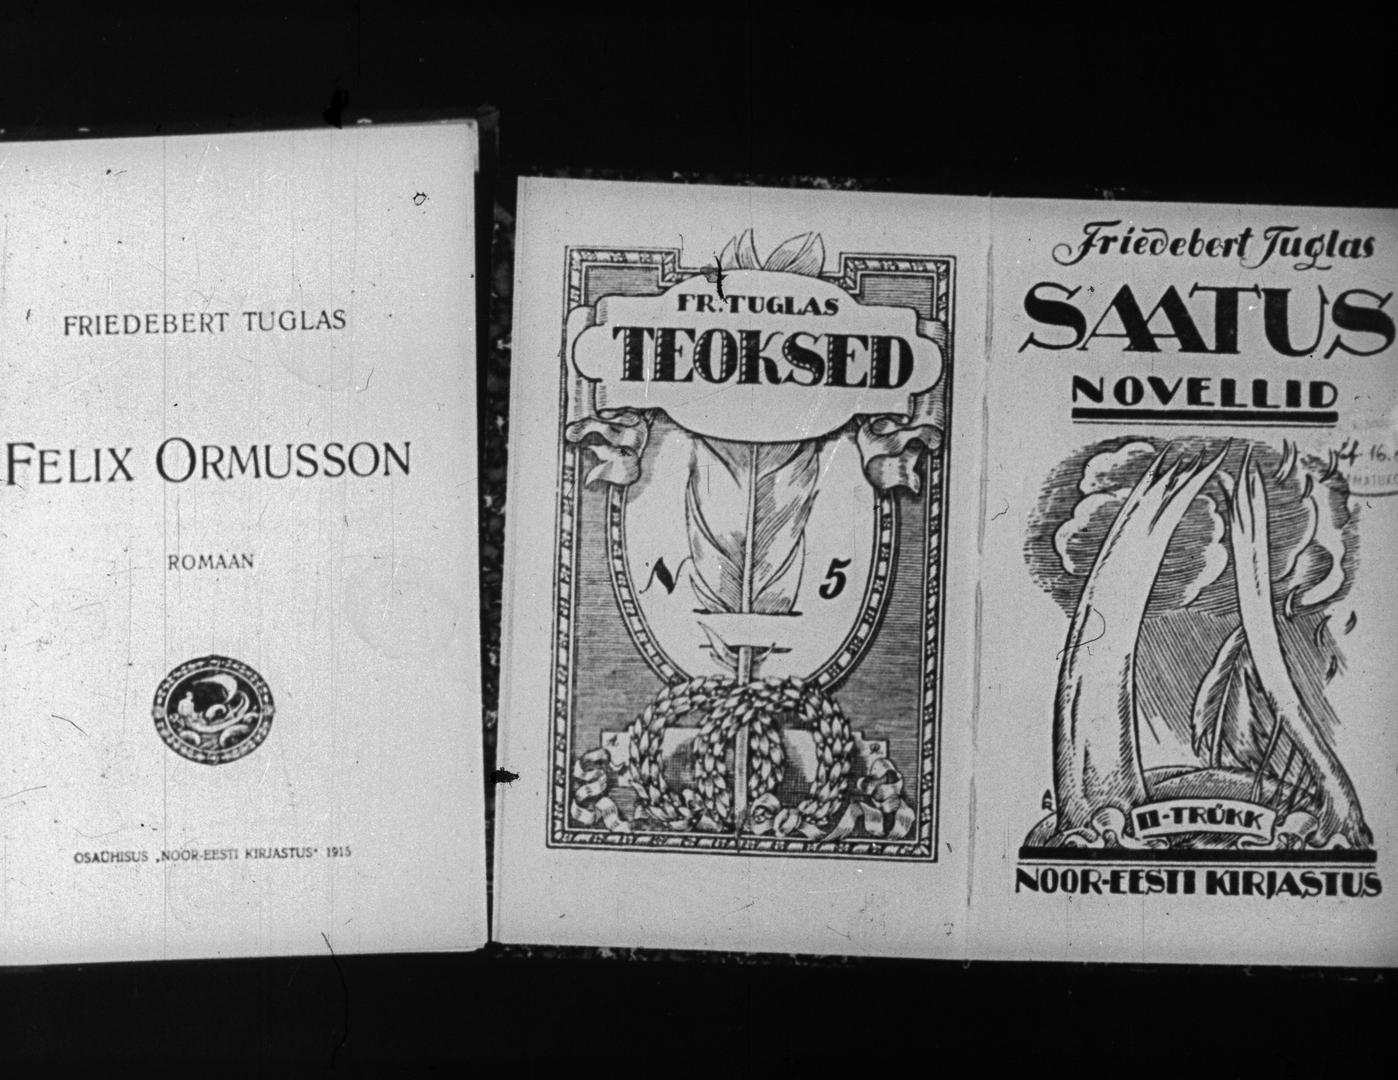 FRIEDEBERT TUGLAS
FELIX ORMUSSON
ROMAAN
OSAÜHISUS „NOOR-EESTI KIRJASTUS“ 1915
FR. TUGLAS
TEOKSED
N 5
Friedebert Tuglas
SAATUS
NOVELLID
II-TRÜKK
NOOR-EESTI KIRJASTUS